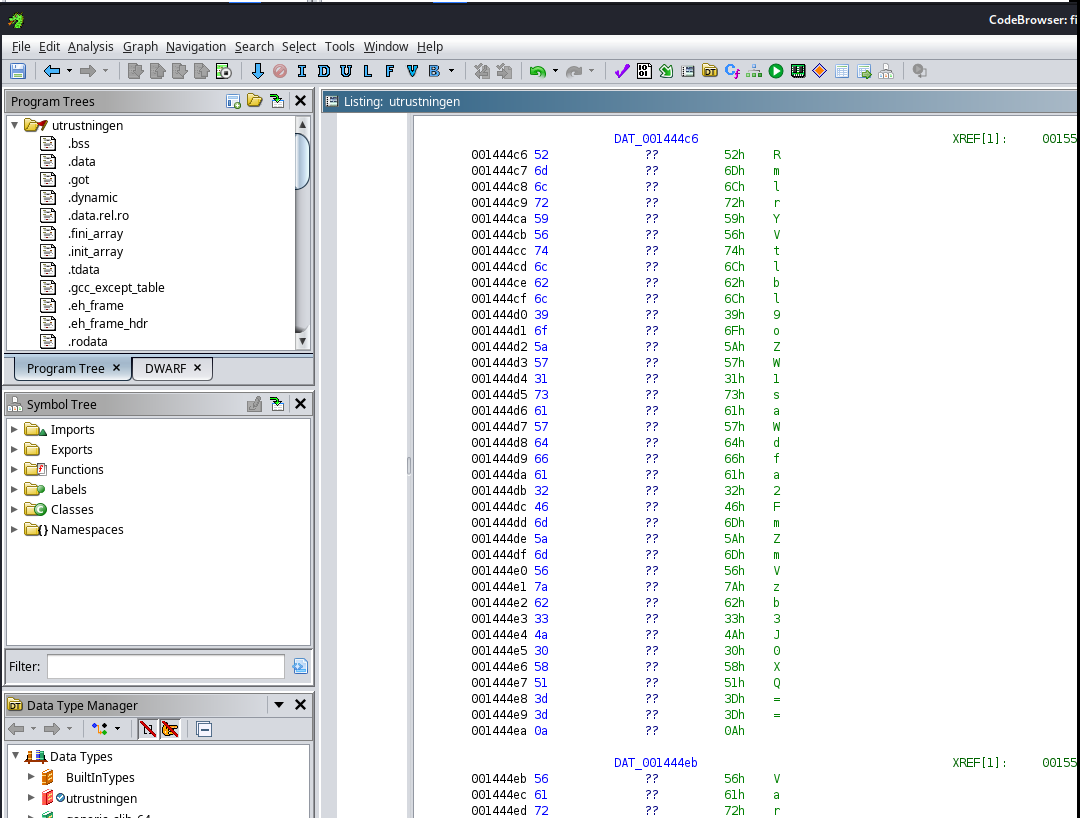 CodeBrowser: fi
File Edit Analysis Graph Navigation Search Select Tools Window Help
I D U L F V B
Program Trees
utrustningen
.bss
.data
.got
.dynamic
.data.rel.ro
.fini_array
.init_array
.tdata
.gcc_except_table
.eh_frame
.eh_frame_hdr
.rodata
Program Tree × DWARF ×
Symbol Tree
Imports
Exports
Functions
Labels
Classes
Namespaces
Filter:
Data Type Manager
Data Types
BuiltInTypes
utrustningen
generic_clib_64
Listing: utrustningen
DAT_001444c6 XREF[1]: 00155
001444c6 52 ?? 52h R
001444c7 6d ?? 6Dh m
001444c8 6c ?? 6Ch l
001444c9 72 ?? 72h r
001444ca 59 ?? 59h Y
001444cb 56 ?? 56h V
001444cc 74 ?? 74h t
001444cd 6c ?? 6Ch l
001444ce 62 ?? 62h b
001444cf 6c ?? 6Ch l
001444d0 39 ?? 39h 9
001444d1 6f ?? 6Fh o
001444d2 5a ?? 5Ah Z
001444d3 57 ?? 57h W
001444d4 31 ?? 31h 1
001444d5 73 ?? 73h s
001444d6 61 ?? 61h a
001444d7 57 ?? 57h W
001444d8 64 ?? 64h d
001444d9 66 ?? 66h f
001444da 61 ?? 61h a
001444db 32 ?? 32h 2
001444dc 46 ?? 46h F
001444dd 6d ?? 6Dh m
001444de 5a ?? 5Ah Z
001444df 6d ?? 6Dh m
001444e0 56 ?? 56h V
001444e1 7a ?? 7Ah z
001444e2 62 ?? 62h b
001444e3 33 ?? 33h 3
001444e4 4a ?? 4Ah J
001444e5 30 ?? 30h 0
001444e6 58 ?? 58h X
001444e7 51 ?? 51h Q
001444e8 3d ?? 3Dh =
001444e9 3d ?? 3Dh =
001444ea 0a ?? 0Ah
DAT_001444eb XREF[1]: 00155
001444eb 56 ?? 56h V
001444ec 61 ?? 61h a
001444ed 72 ?? 72h r